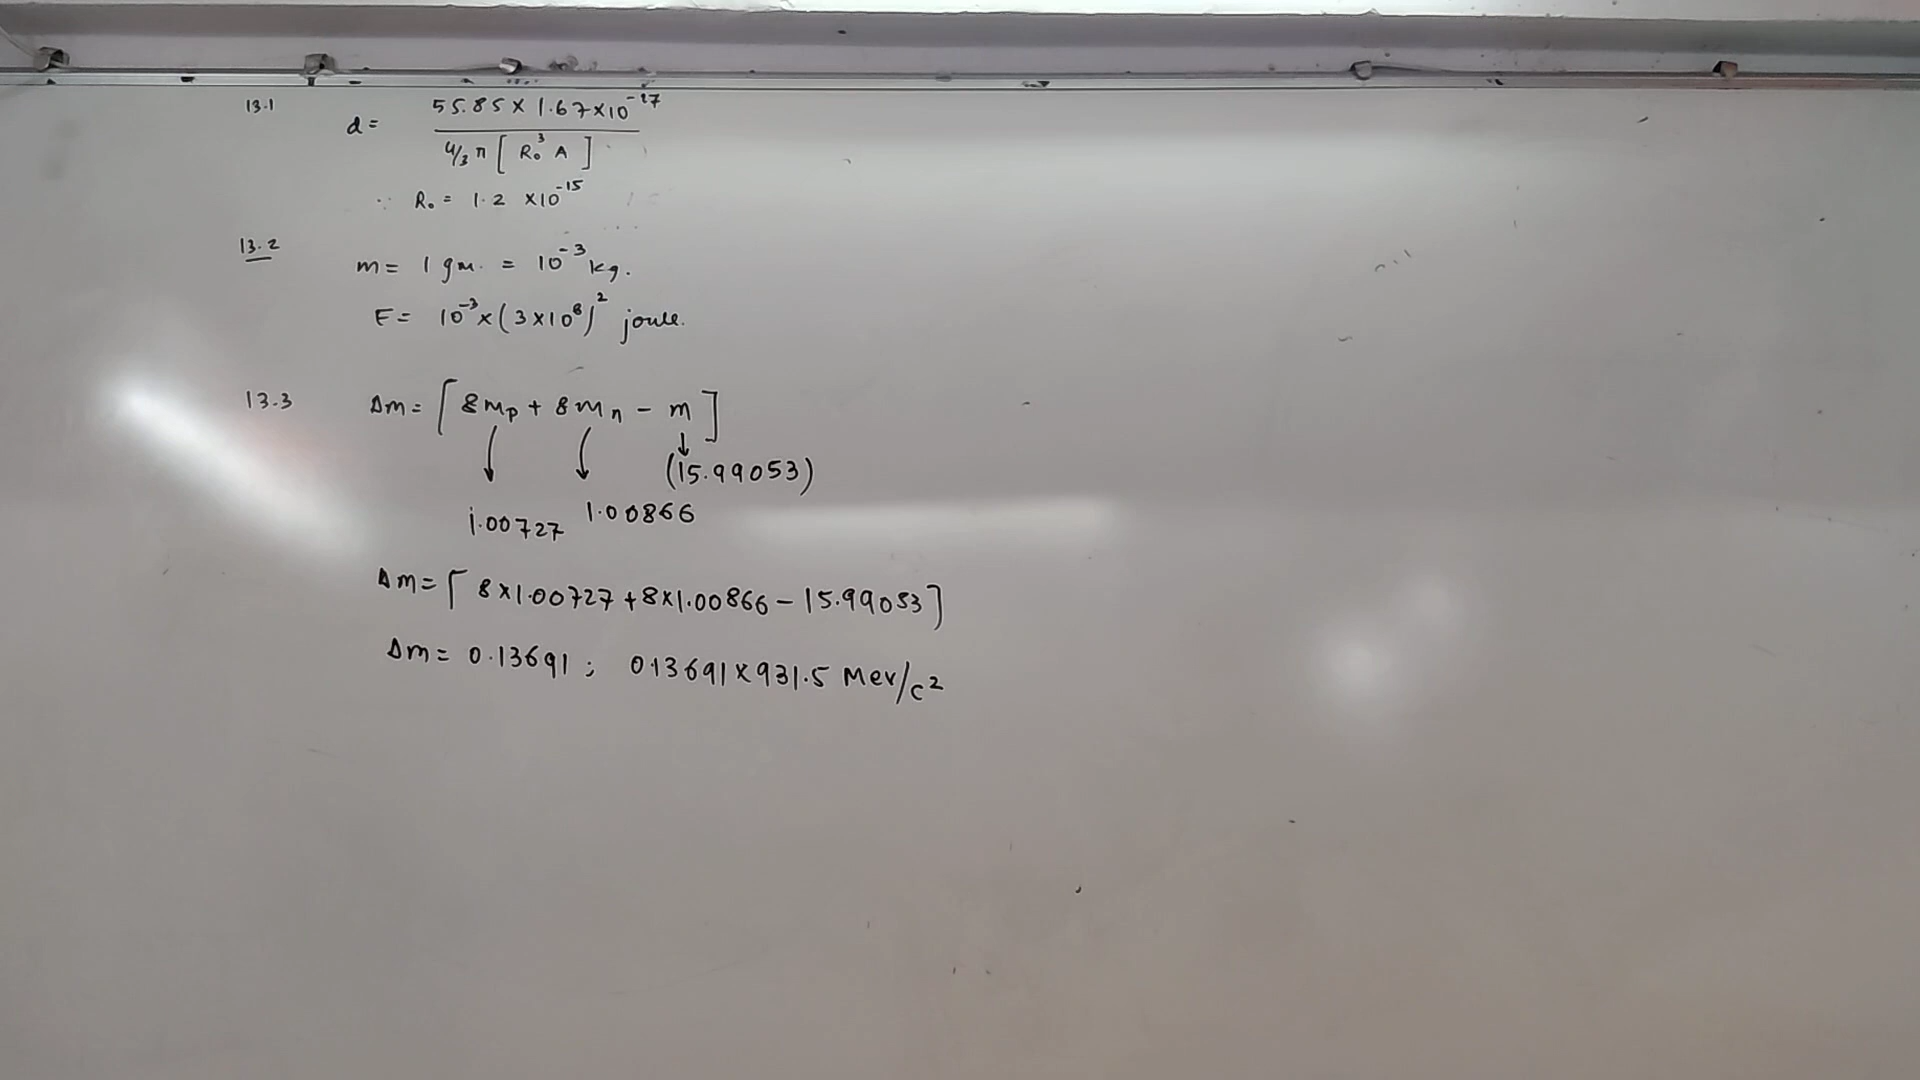 13.1
d = 55.85 × 1.67 × 10⁻²⁷
4/3 π [ R₀³ A ]
∵ R₀ = 1.2 × 10⁻¹⁵
13.2
m = 1 gm. = 10⁻³ kg.
E = 10⁻³ × (3 × 10⁸)² joule.
13.3
Δm = [ 8mp + 8mn − m ]
(15.99053)
1.00727 1.00866
Δm = [ 8×1.00727 + 8×1.00866 − 15.99053 ]
Δm = 0.13691 ; 0.13691 × 931.5 Mev/c²